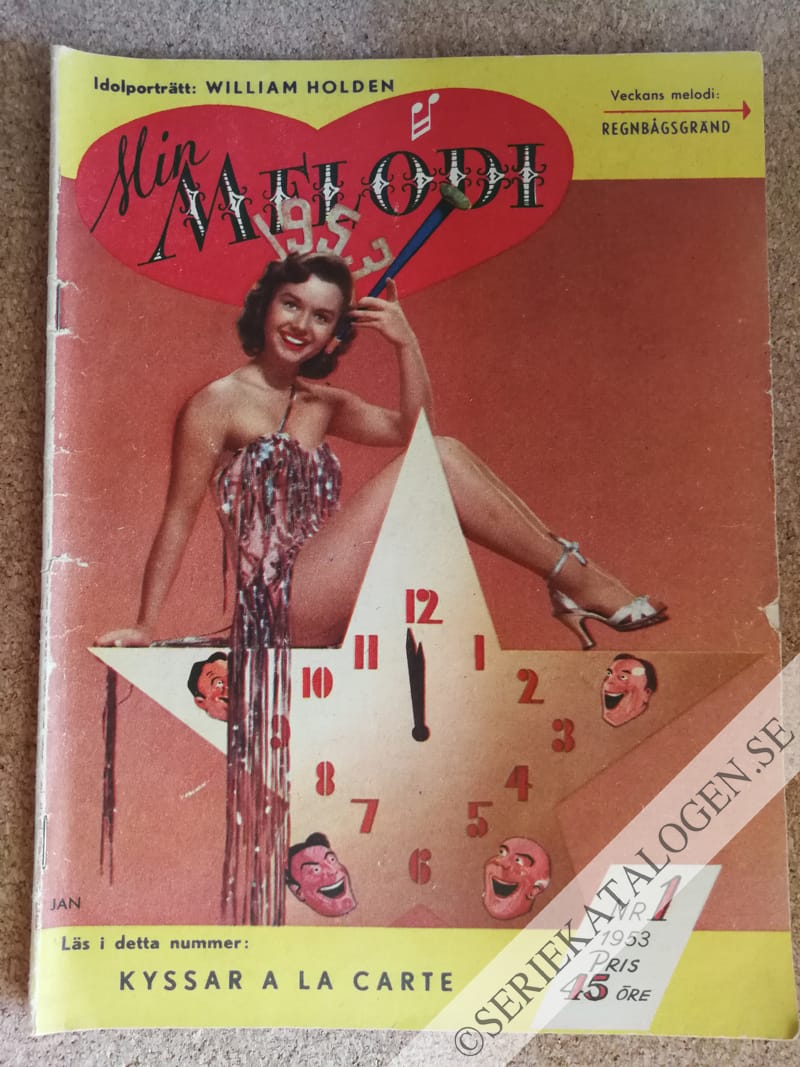 Idolporträtt: WILLIAM HOLDEN
Veckans melodi:
REGNBÅGSGRÄND
Min
MELODI
1953
12
11
1
10
2
9
3
8
4
7
5
6
JAN
NR 1
1953
PRIS
45 ÖRE
Läs i detta nummer:
KYSSAR A LA CARTE
©SERIEKATALOGEN.SE